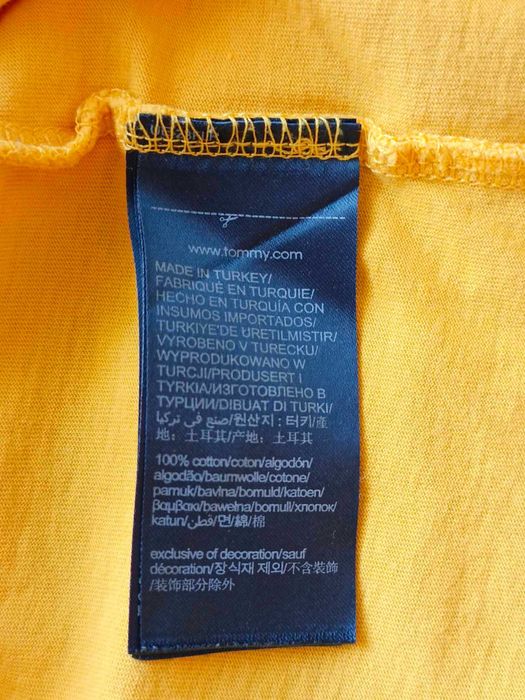 www.tommy.com
MADE IN TURKEY/
FABRIQUÉ EN TURQUIE/
HECHO EN TURQUÍA CON
INSUMOS IMPORTADOS/
TÜRKIYE'DE ÜRETILMISTIR/
VYROBENO V TURECKU/
WYPRODUKOWANO W
TURCJI/PRODUSERT I
TYRKIA/ИЗГОТОВЛЕНО В
ТУРЦИИ/DIBUAT DI TURKI/
صنع في تركيا/원산지 : 터키/產
地: 土耳其/产地: 土耳其
100% cotton/coton/algodón/
algodão/baumwolle/cotone/
pamuk/bavlna/bomuld/katoen/
βαμβακι/bawełna/bomull/хлопок/
katun/قطن/면/綿/棉
exclusive of decoration/sauf
décoration/장식재 제외/不含裝飾
/装饰部分除外